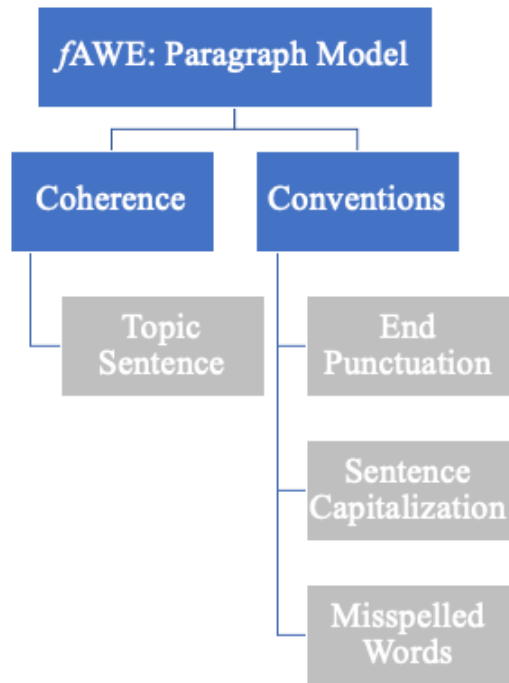 fAWE: Paragraph Model
Coherence
Conventions
Topic
Sentence
End
Punctuation
Sentence
Capitalization
Misspelled
Words